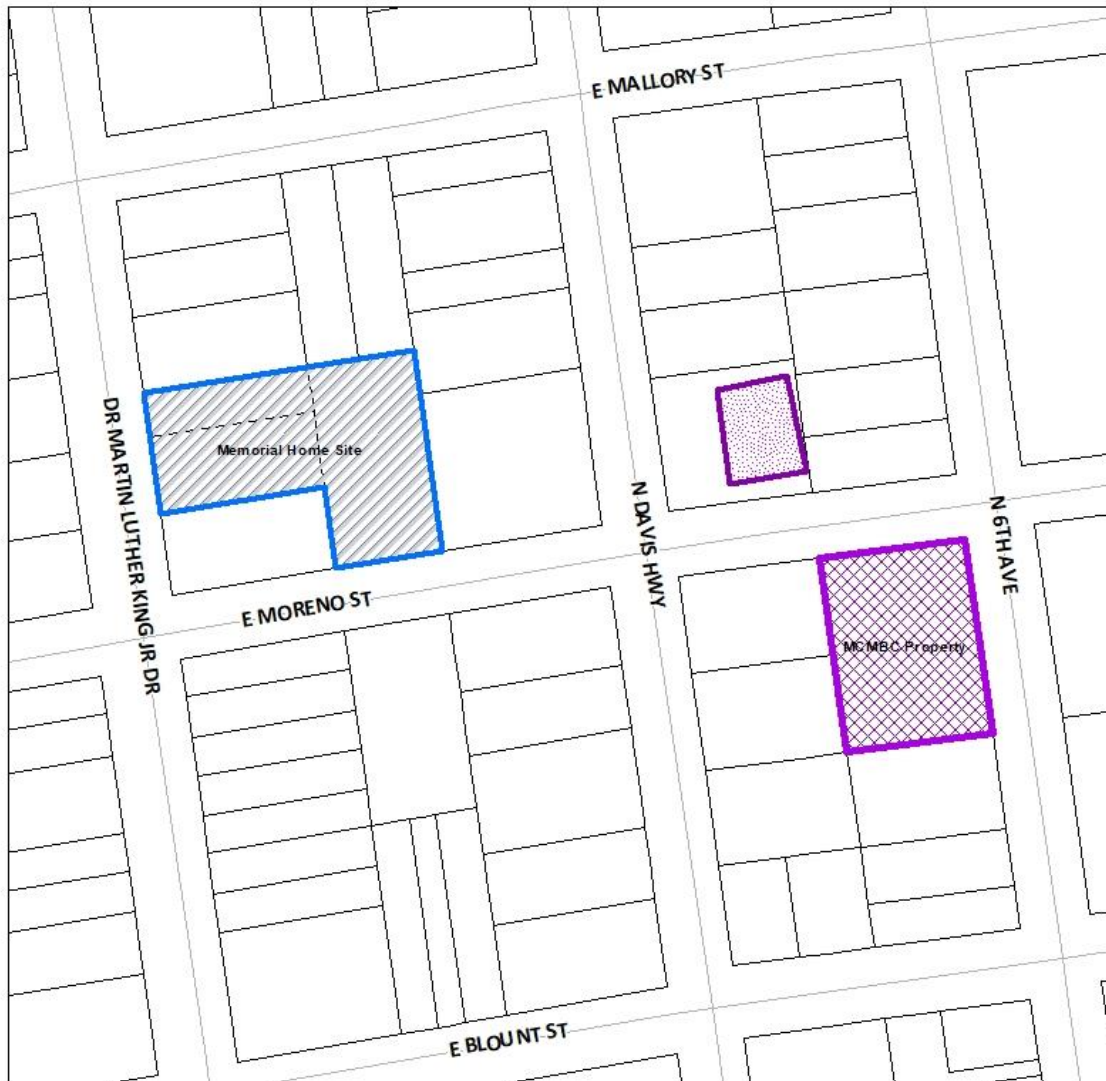 E MALLORY ST
DR MARTIN LUTHER KING JR DR
Memorial Home Site
N DAVIS HWY
N 6TH AVE
E MORENO ST
MCMBC Property
E BLOUNT ST